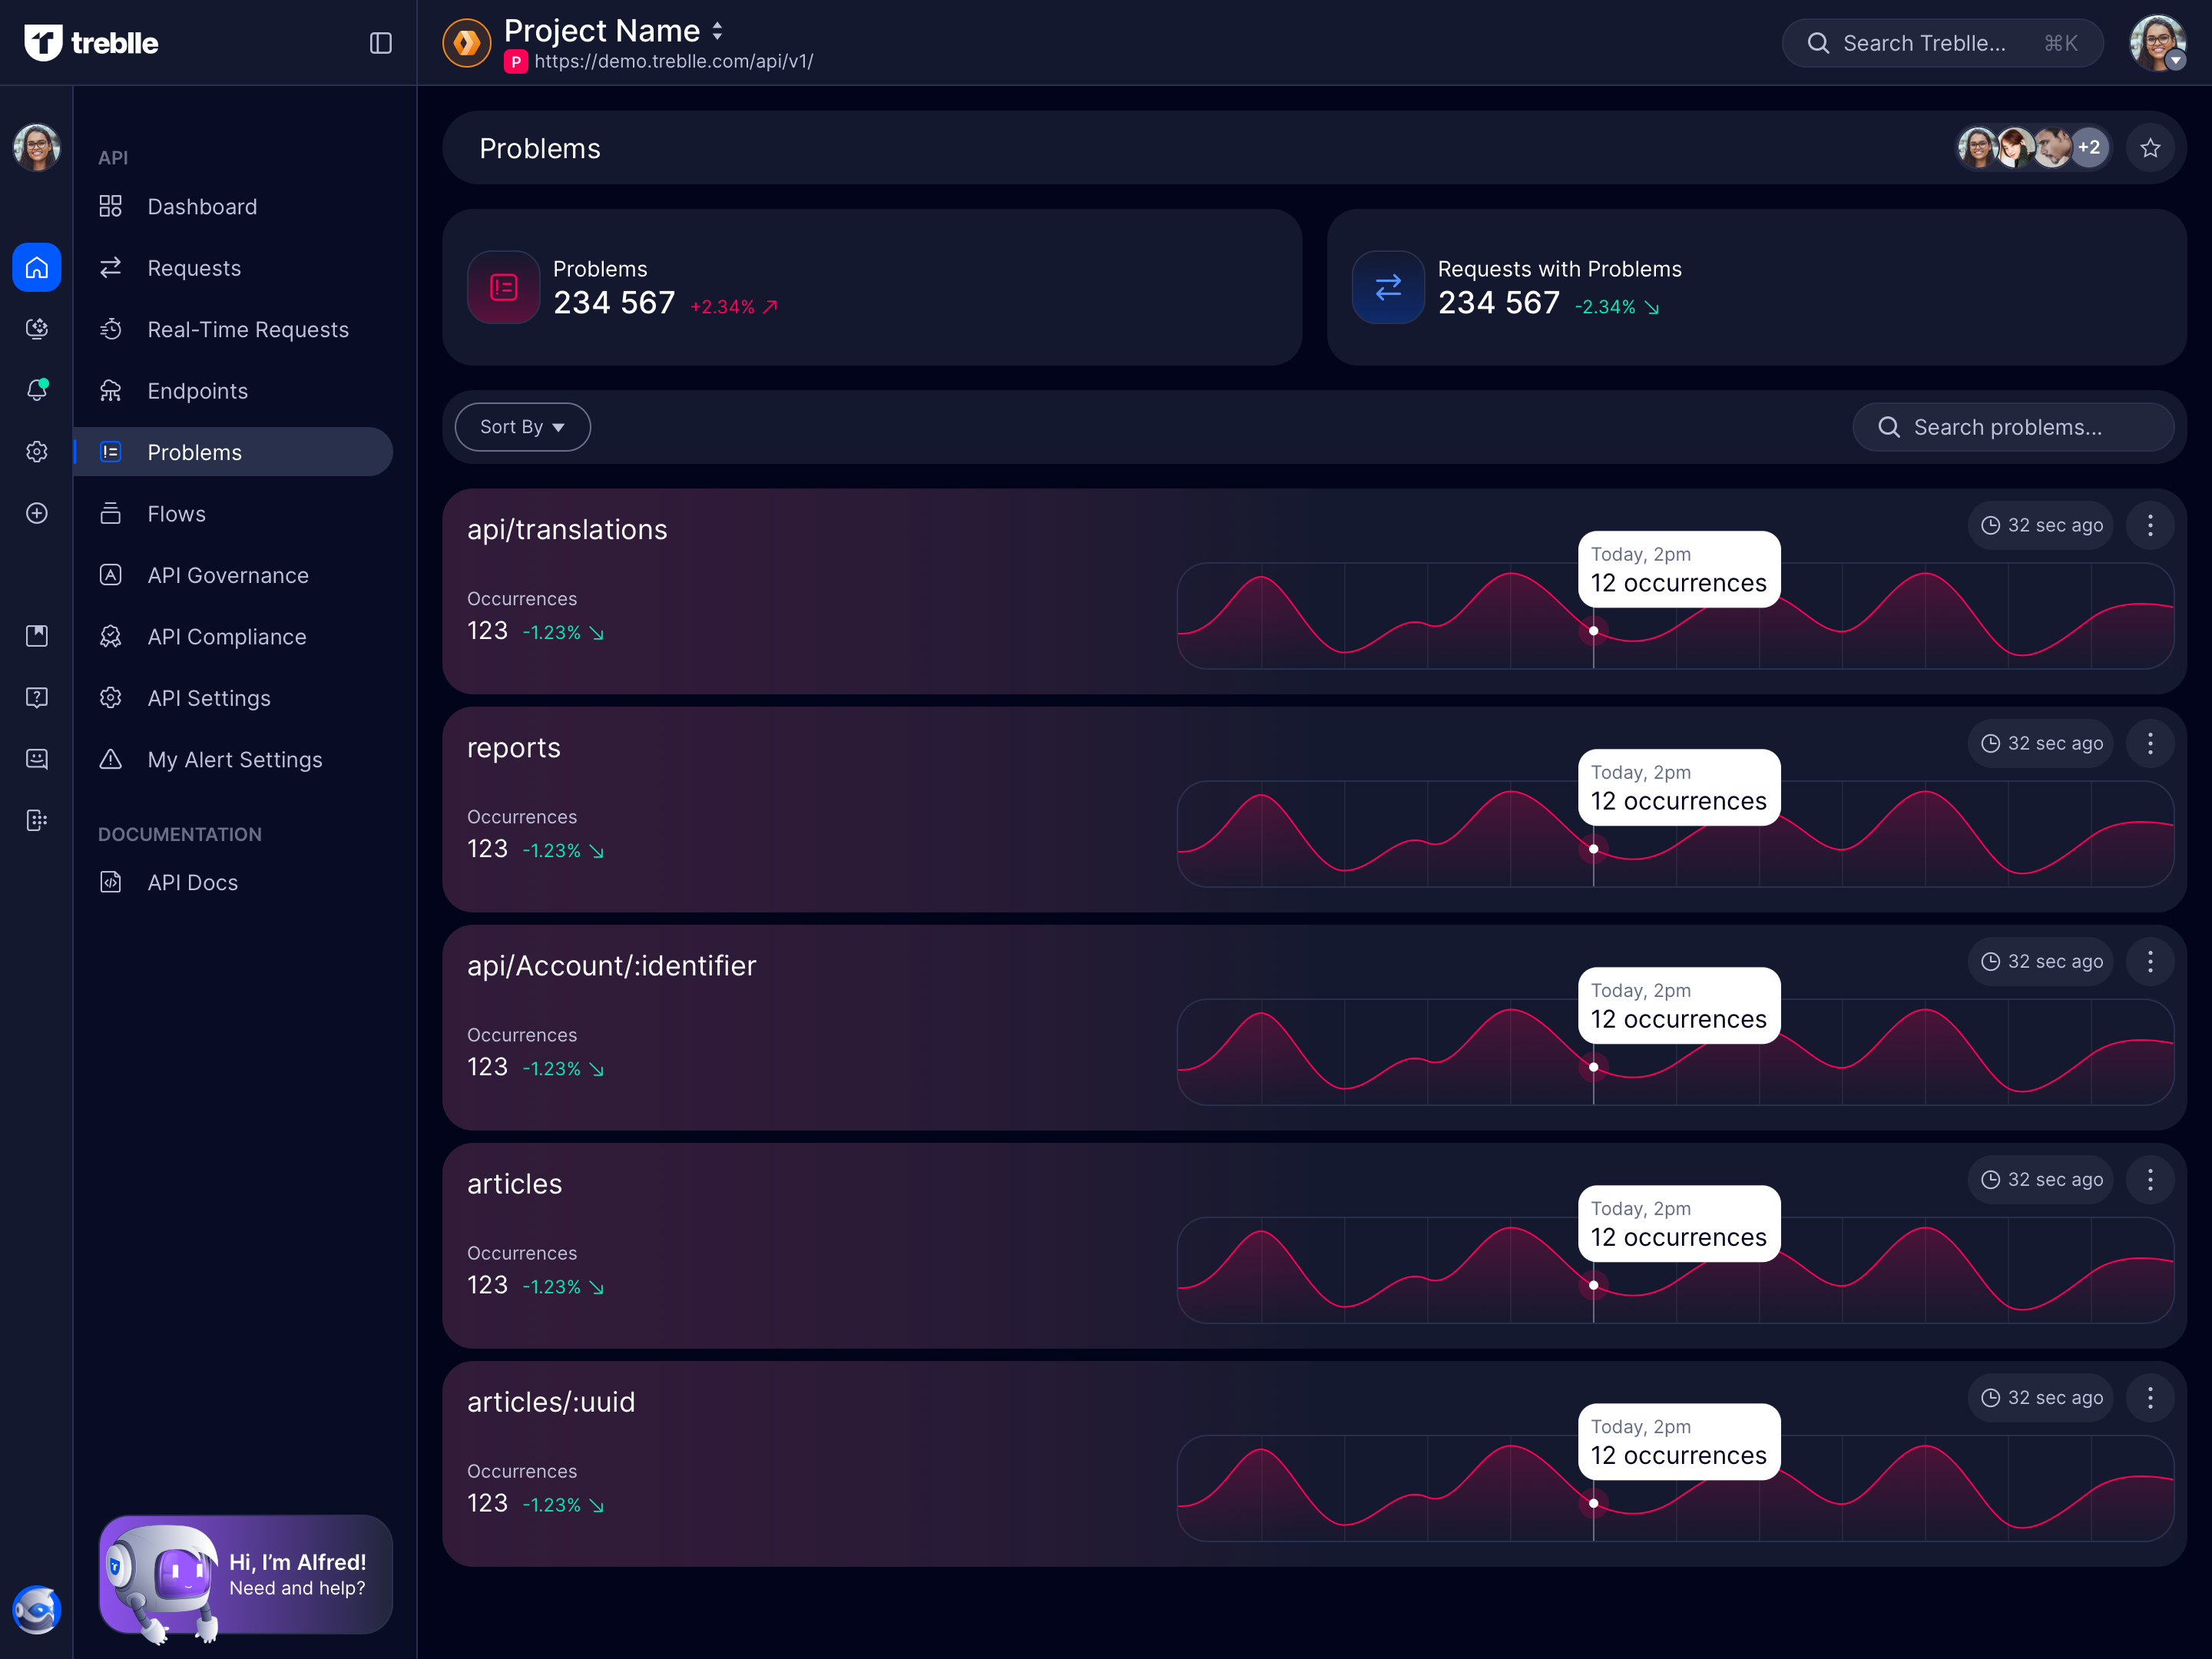 treblle
Project Name
P https://demo.treblle.com/api/v1/
Search Treblle... ⌘K
API
Dashboard
Requests
Real-Time Requests
Endpoints
Problems
Flows
API Governance
API Compliance
API Settings
My Alert Settings
DOCUMENTATION
API Docs
Hi, I’m Alfred!
Need and help?
Problems
+2
Problems
234 567 +2.34%
Requests with Problems
234 567 -2.34%
Sort By
Search problems...
api/translations
32 sec ago
Occurrences
123 -1.23%
Today, 2pm
12 occurrences
reports
32 sec ago
Occurrences
123 -1.23%
Today, 2pm
12 occurrences
api/Account/:identifier
32 sec ago
Occurrences
123 -1.23%
Today, 2pm
12 occurrences
articles
32 sec ago
Occurrences
123 -1.23%
Today, 2pm
12 occurrences
articles/:uuid
32 sec ago
Occurrences
123 -1.23%
Today, 2pm
12 occurrences